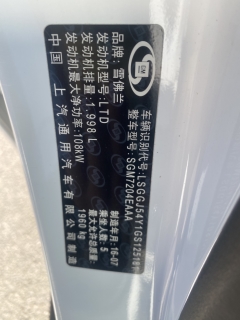 品牌：雪佛兰
发动机型号：LTD
发动机排量：1.998 L
发动机最大净功率：108kW
中国 上汽通用汽车有限公司制造
车辆识别代号：LSGGJ54Y1GS125181
整车型号：SGM7204EAAA
制造年月：16-07
乘坐人数：5
最大允许总质量：1960 kg